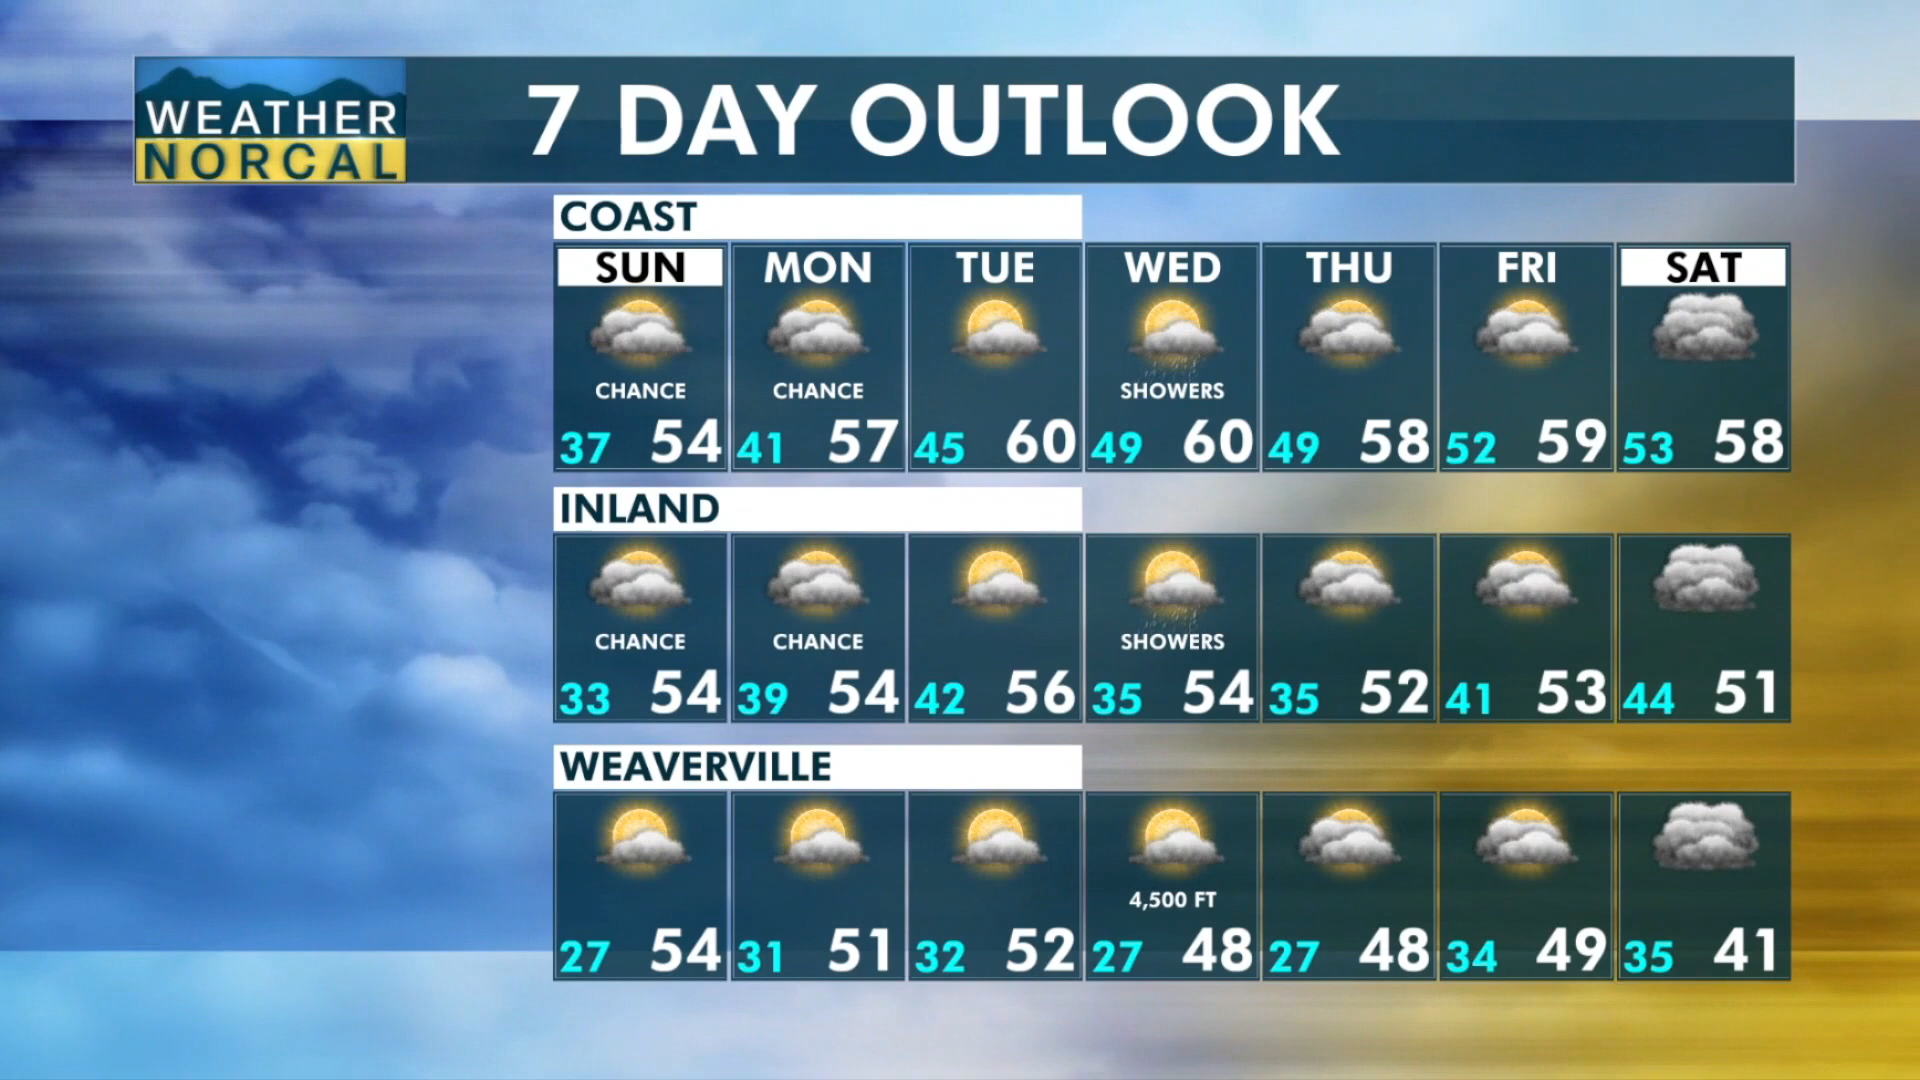 WEATHER
NORCAL
7 DAY OUTLOOK
COAST
SUN MON TUE WED THU FRI SAT
CHANCE CHANCE SHOWERS
37 54 41 57 45 60 49 60 49 58 52 59 53 58
INLAND
CHANCE CHANCE SHOWERS
33 54 39 54 42 56 35 54 35 52 41 53 44 51
WEAVERVILLE
4,500 FT
27 54 31 51 32 52 27 48 27 48 34 49 35 41